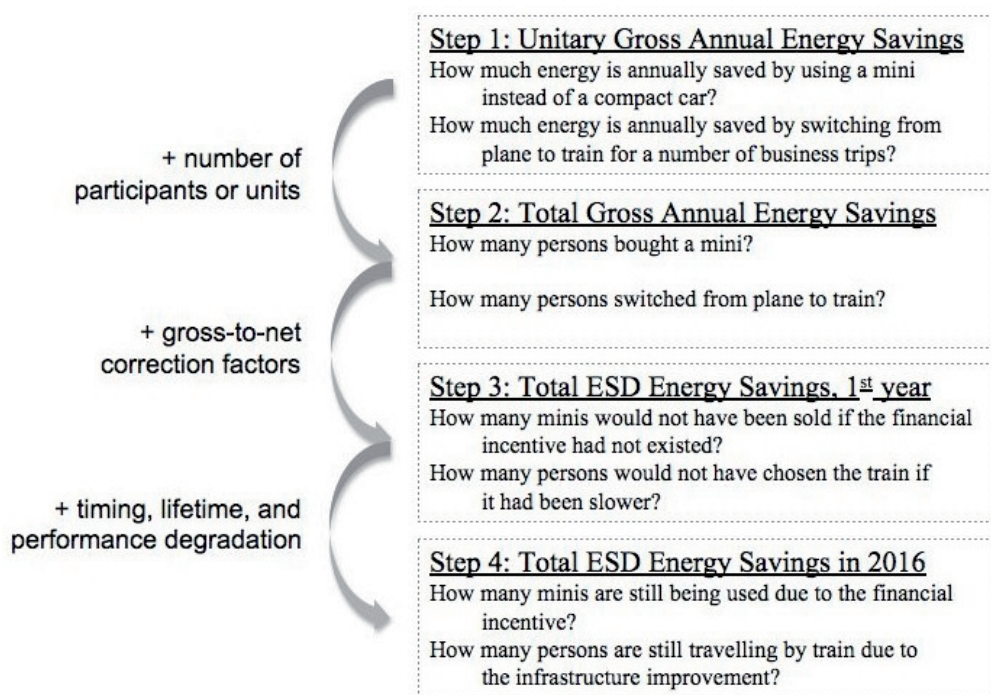 Step 1: Unitary Gross Annual Energy Savings
How much energy is annually saved by using a mini
instead of a compact car?
How much energy is annually saved by switching from
plane to train for a number of business trips?
+ number of
participants or units
Step 2: Total Gross Annual Energy Savings
How many persons bought a mini?
How many persons switched from plane to train?
+ gross-to-net
correction factors
Step 3: Total ESD Energy Savings, 1st year
How many minis would not have been sold if the financial
incentive had not existed?
How many persons would not have chosen the train if
it had been slower?
+ timing, lifetime, and
performance degradation
Step 4: Total ESD Energy Savings in 2016
How many minis are still being used due to the financial
incentive?
How many persons are still travelling by train due to
the infrastructure improvement?